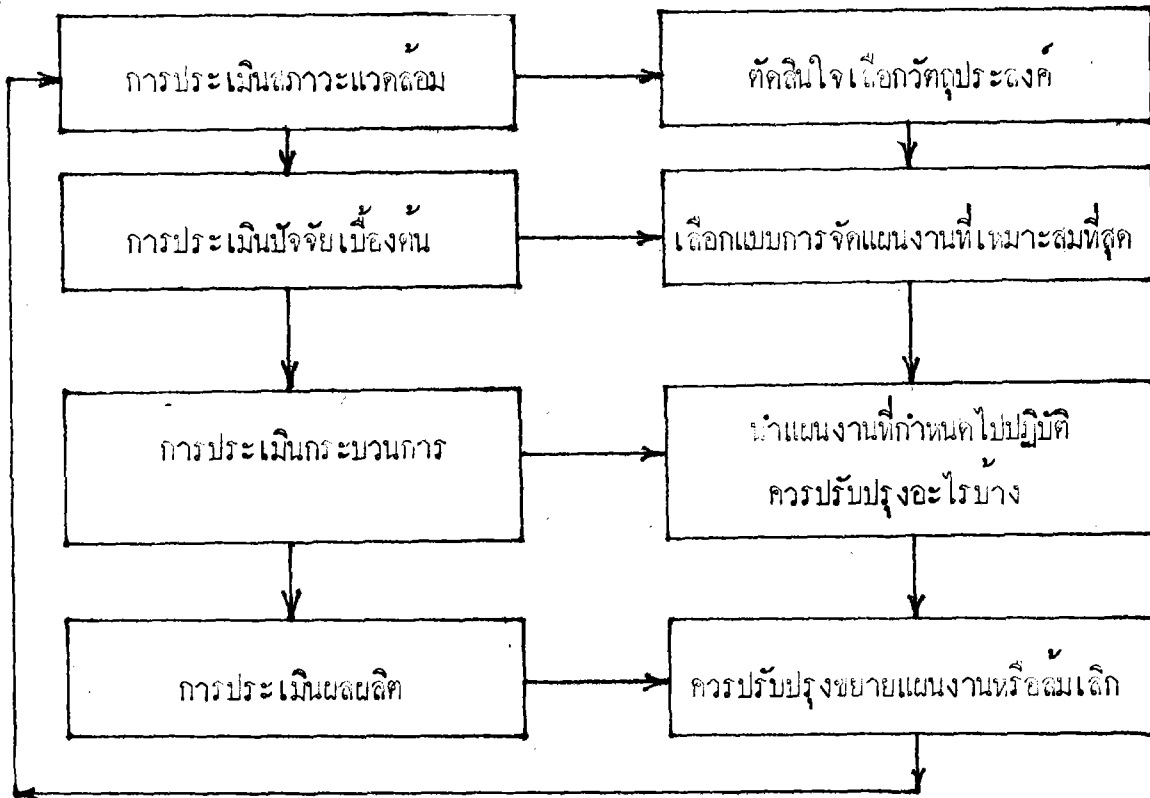 การประเมินสภาวะแวดล้อม
ตัดสินใจเลือกวัตถุประสงค์
การประเมินปัจจัยเบื้องต้น
เลือกแบบการจัดแผนงานที่เหมาะสมที่สุด
การประเมินกระบวนการ
นำแผนงานที่กำหนดไปปฏิบัติ
ควรปรับปรุงอะไรบ้าง
การประเมินผลผลิต
ควรปรับปรุงขยายแผนงานหรือล้มเลิก